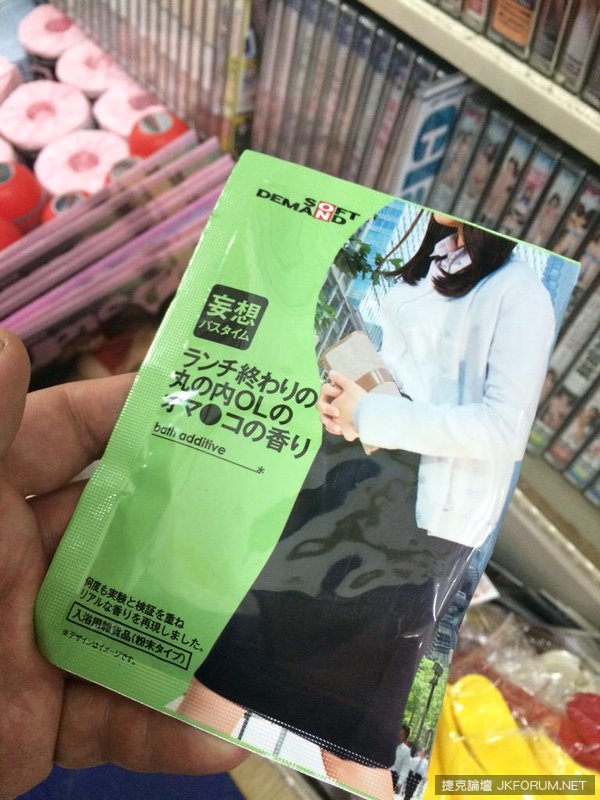 SOFT
ON
DEMAND
妄想
バスタイム
ランチ終わりの
丸の内OLの
オマ●コの香り
bath additive
何度も実験と検証を重ね
リアルな香りを再現しました。
入浴用雑貨品(粉末タイプ)
※デザインはイメージです。
捷克論壇 JKFORUM.NET